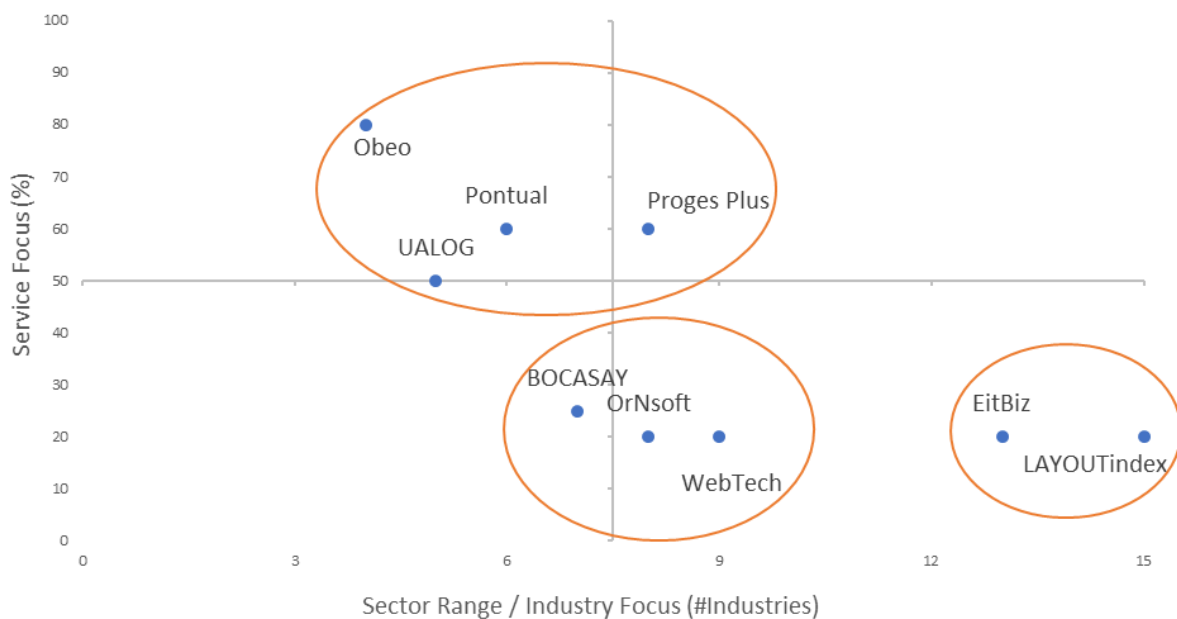 100
90
80
Obeo
70
Pontual
Proges Plus
60
UALOG
50
40
30
BOCASAY
OrNsoft
EitBiz
20
WebTech
LAYOUTindex
10
0
Service Focus (%)
0 3 6 9 12 15
Sector Range / Industry Focus (#Industries)